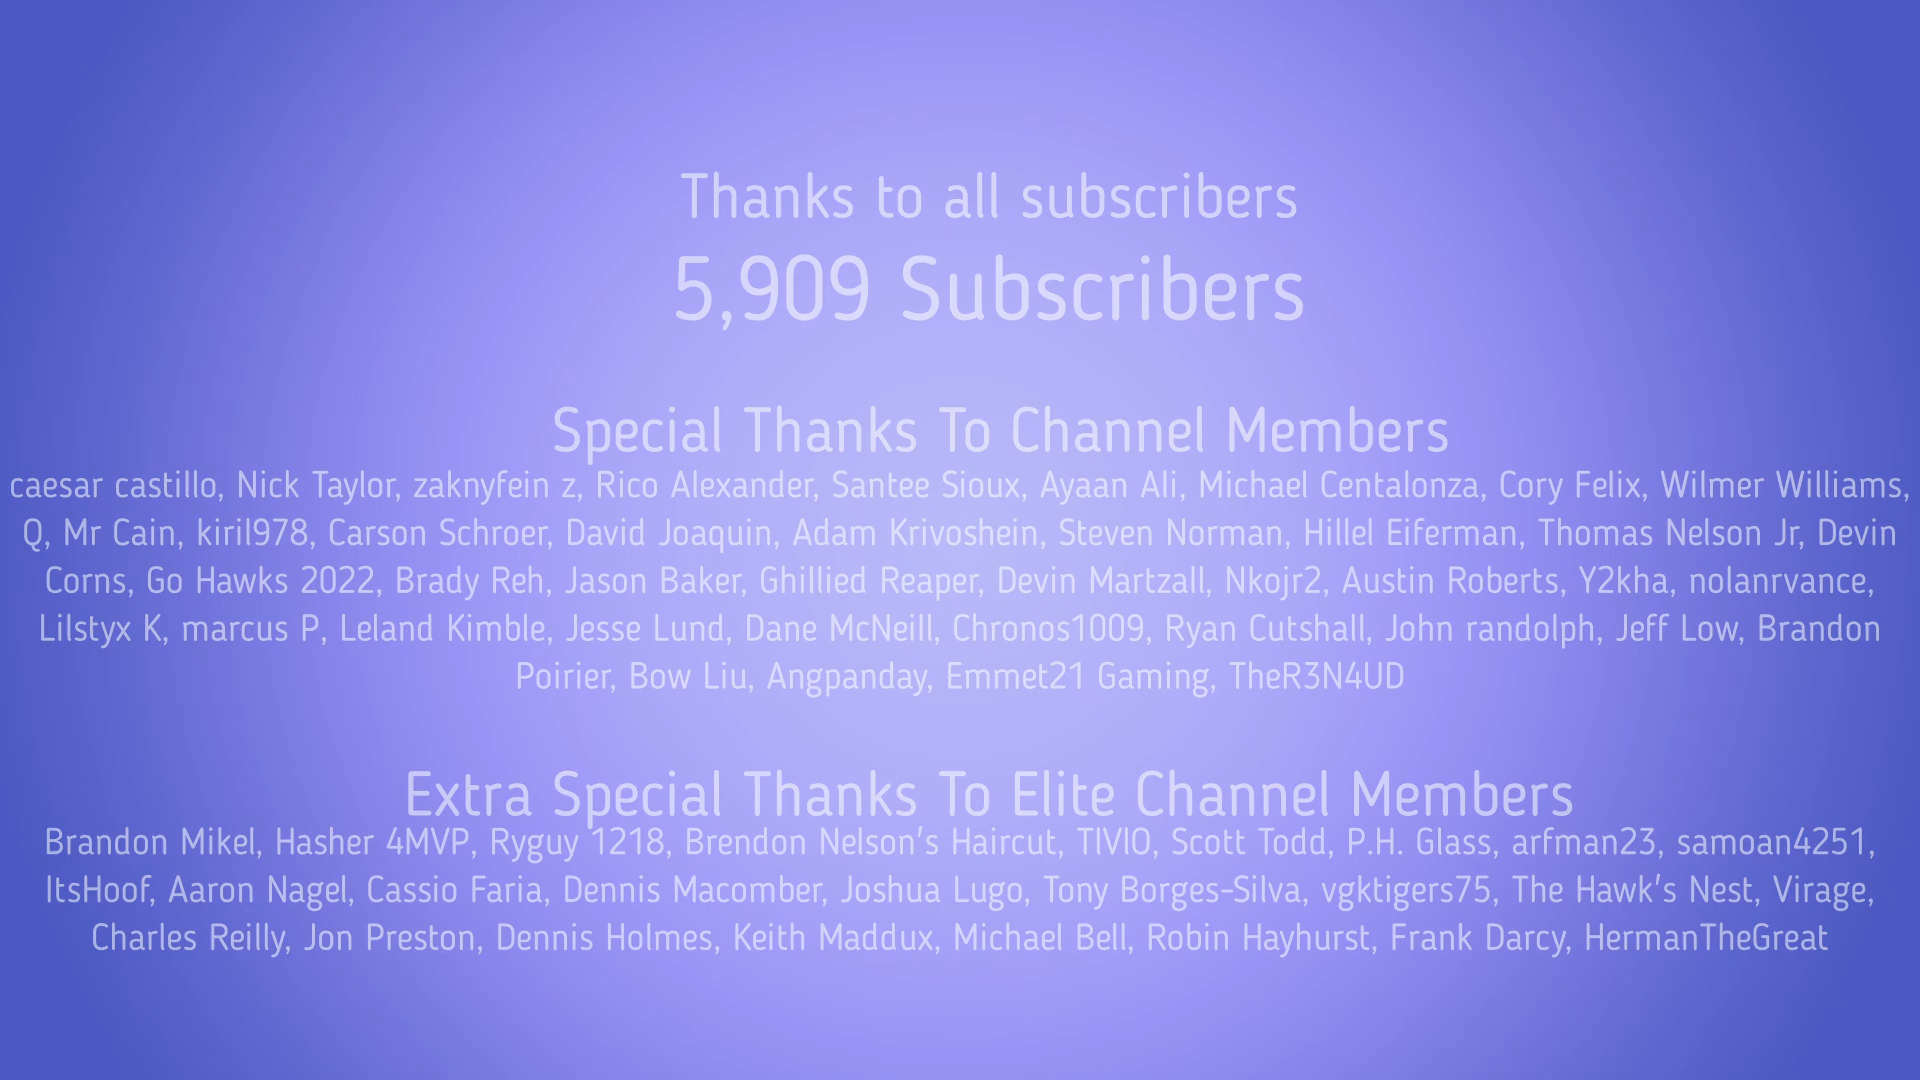 Thanks to all subscribers
5,909 Subscribers
Special Thanks To Channel Members
caesar castillo, Nick Taylor, zaknyfein z, Rico Alexander, Santee Sioux, Ayaan Ali, Michael Centalonza, Cory Felix, Wilmer Williams,
Q, Mr Cain, kiril978, Carson Schroer, David Joaquin, Adam Krivoshein, Steven Norman, Hillel Eiferman, Thomas Nelson Jr, Devin
Corns, Go Hawks 2022, Brady Reh, Jason Baker, Ghillied Reaper, Devin Martzall, Nkojr2, Austin Roberts, Y2kha, nolanrvance,
Lilstyx K, marcus P, Leland Kimble, Jesse Lund, Dane McNeill, Chronos1009, Ryan Cutshall, John randolph, Jeff Low, Brandon
Poirier, Bow Liu, Angpanday, Emmet21 Gaming, TheR3N4UD
Extra Special Thanks To Elite Channel Members
Brandon Mikel, Hasher 4MVP, Ryguy 1218, Brendon Nelson's Haircut, TIVIO, Scott Todd, P.H. Glass, arfman23, samoan4251,
ItsHoof, Aaron Nagel, Cassio Faria, Dennis Macomber, Joshua Lugo, Tony Borges-Silva, vgktigers75, The Hawk's Nest, Virage,
Charles Reilly, Jon Preston, Dennis Holmes, Keith Maddux, Michael Bell, Robin Hayhurst, Frank Darcy, HermanTheGreat